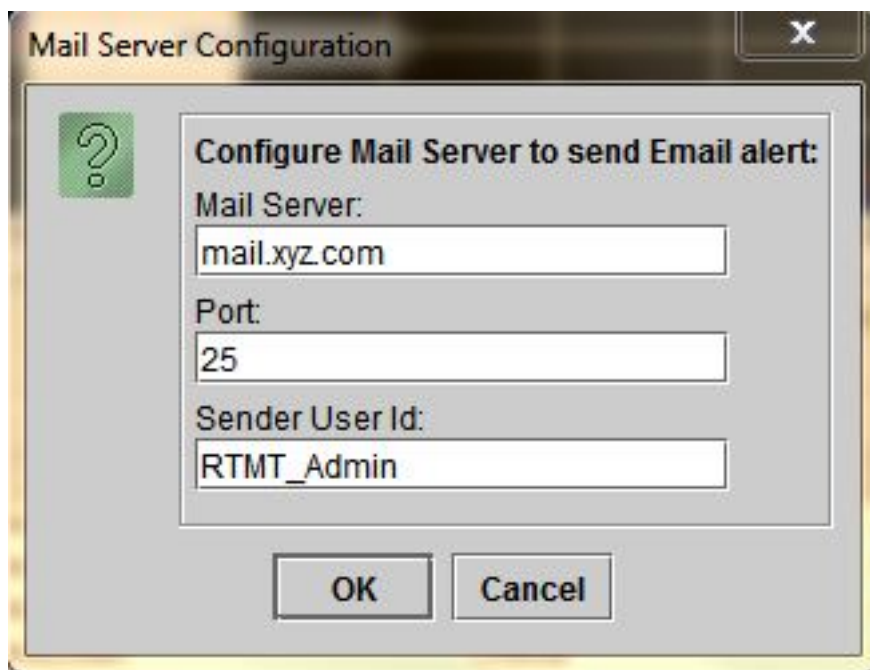 Mail Server Configuration
Configure Mail Server to send Email alert:
Mail Server:
mail.xyz.com
Port:
25
Sender User Id:
RTMT_Admin
OK Cancel